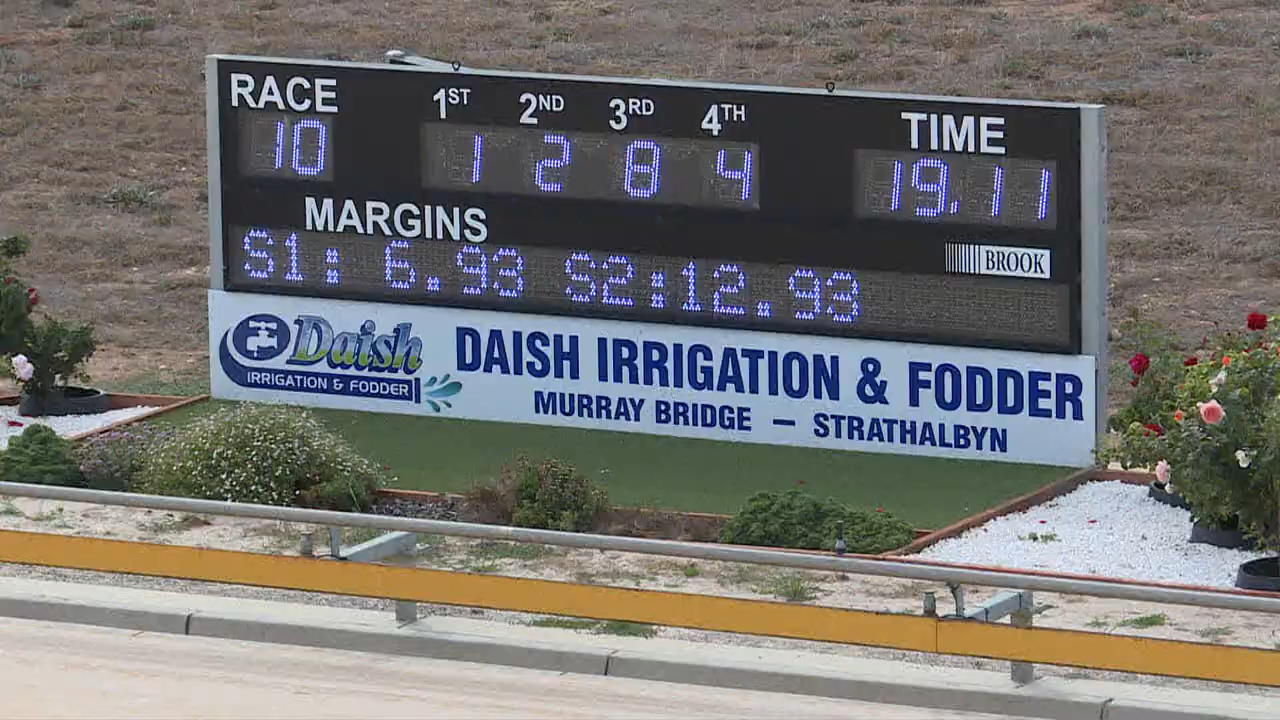 RACE 1ST 2ND 3RD 4TH TIME
10 1 2 8 4 19.11
MARGINS
BROOK
S1: 6.93 S2:12.93
Daish
IRRIGATION & FODDER
DAISH IRRIGATION & FODDER
MURRAY BRIDGE — STRATHALBYN